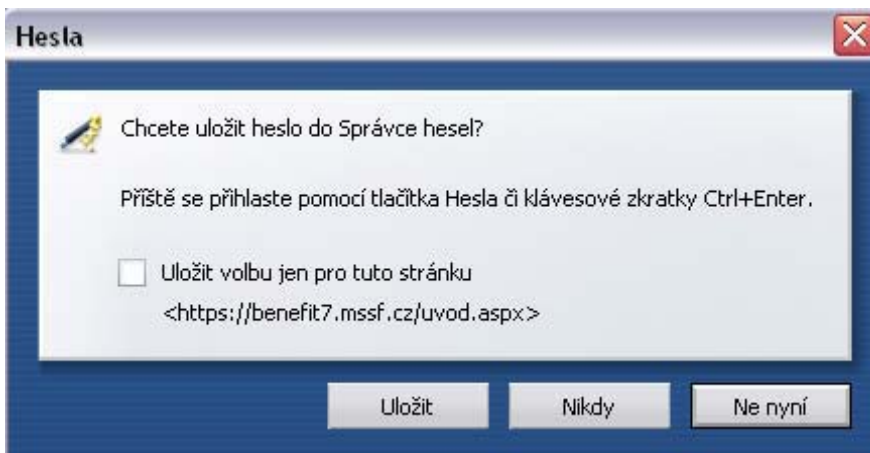 Hesla
Chcete uložit heslo do Správce hesel?
Příště se přihlaste pomocí tlačítka Hesla či klávesové zkratky Ctrl+Enter.
Uložit volbu jen pro tuto stránku
<https://benefit7.mssf.cz/uvod.aspx>
Uložit Nikdy Ne nyní